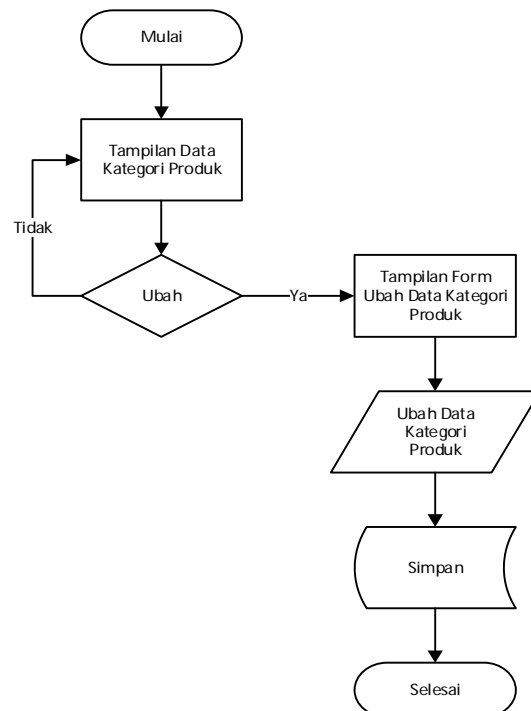 Mulai
Tampilan Data
Kategori Produk
Tidak
Ubah
Ya
Tampilan Form
Ubah Data Kategori
Produk
Ubah Data
Kategori
Produk
Simpan
Selesai